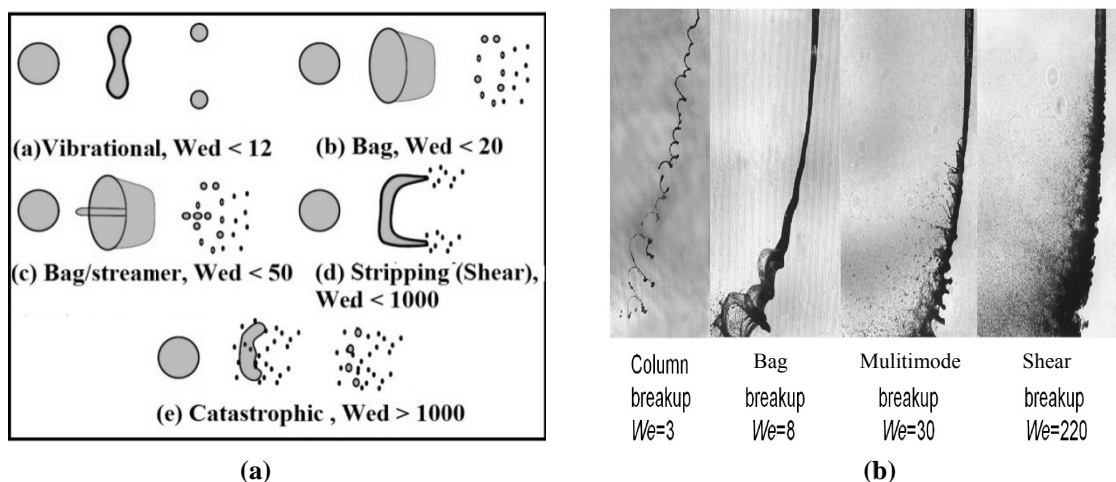 (a)Vibrational, Wed < 12
(b) Bag, Wed < 20
(c) Bag/streamer, Wed < 50
(d) Stripping (Shear),
Wed < 1000
(e) Catastrophic , Wed > 1000
(a)
Column
breakup
We=3
Bag
breakup
We=8
Mulitimode
breakup
We=30
Shear
breakup
We=220
(b)